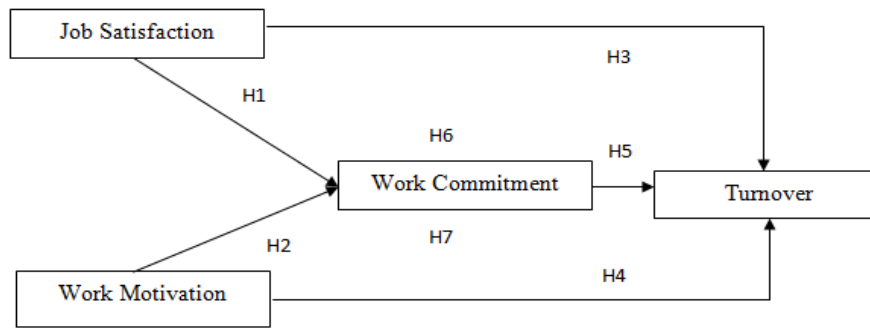 Job Satisfaction
H3
H1
H6
H5
Work Commitment
Turnover
H2
H7
H4
Work Motivation